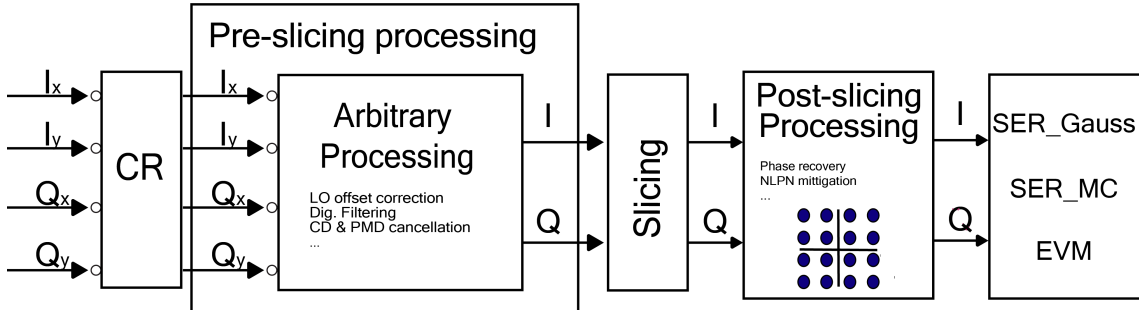 Pre-slicing processing
Ix
Iy
Qx
Qy
CR
Ix
Iy
Qx
Qy
Arbitrary
Processing
LO offset correction
Dig. Filtering
CD & PMD cancellation
...
I
Q
Slicing
I
Q
Post-slicing
Processing
Phase recovery
NLPN mittigation
...
I
Q
SER_Gauss
SER_MC
EVM